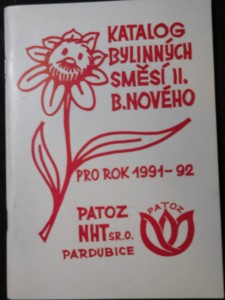 KATALOG
BYLINNÝCH
SMĚSÍ II.
B. NOVÉHO
PRO ROK 1991-92
PATOZ
NHT SR.O.
PARDUBICE
PATOZ